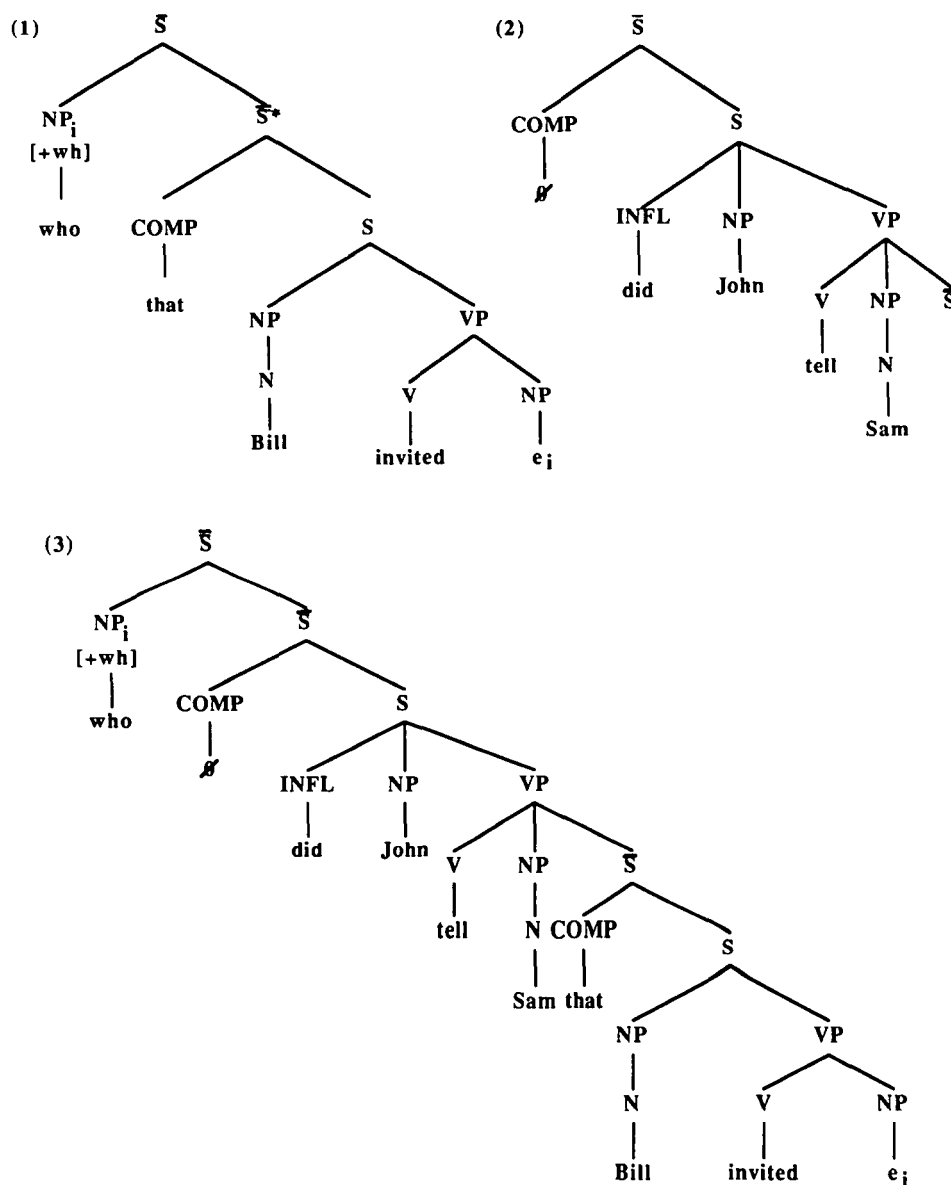 (1) S̄ (2) S̄
NP_i S̄* COMP S
[+wh]
who COMP S ∅ INFL NP VP
that NP VP did John V NP S̄
N V NP tell N
Bill invited e_i Sam
(3) S̿
NP_i S̄
[+wh] COMP S
who
∅ INFL NP VP
did John V NP S̄
tell N COMP S
Sam that
NP VP
N V NP
Bill invited e_i